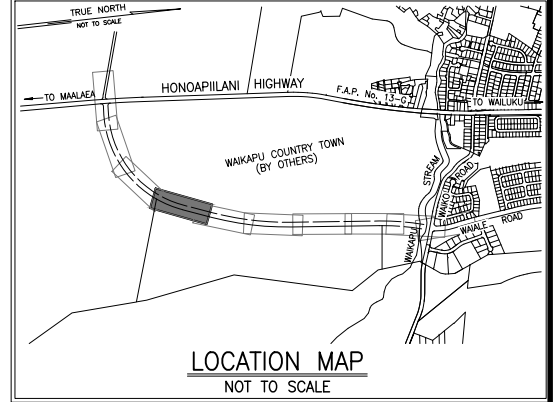 TRUE NORTH
NOT TO SCALE
TO MAALAEA
HONOAPIILANI HIGHWAY
F.A.P. No. 13-G
TO WAILUKU
WAIKAPU COUNTRY TOWN
(BY OTHERS)
WAIKAPU STREAM
WAIKO ROAD
WAIALE ROAD
LOCATION MAP
NOT TO SCALE